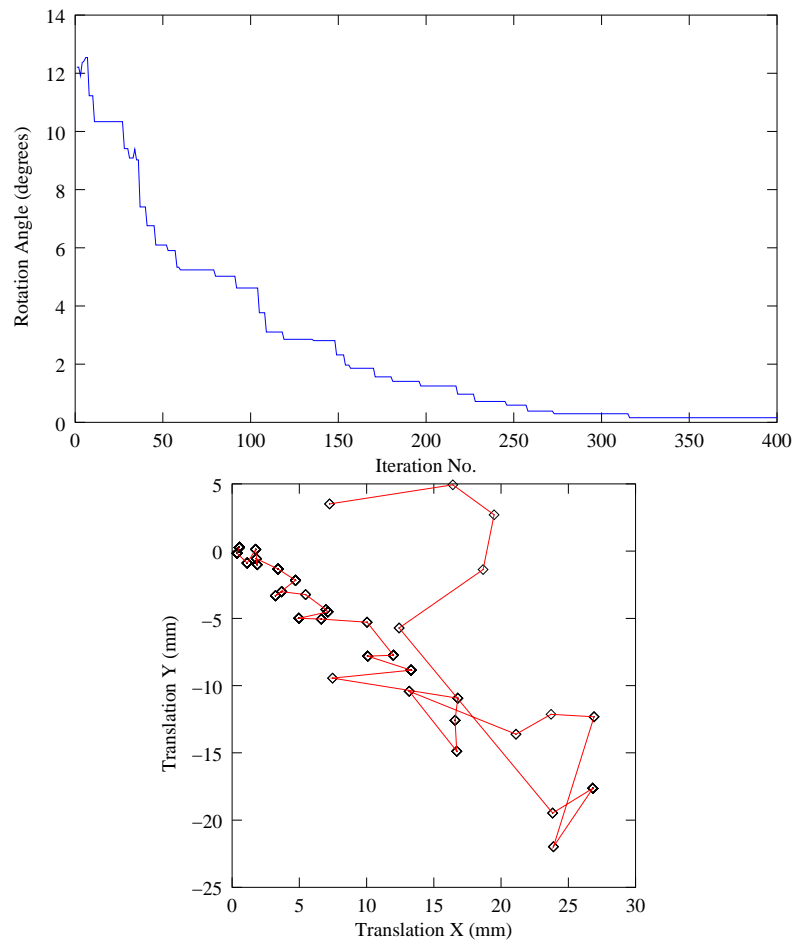 14
12
10
8
6
4
2
0
Rotation Angle (degrees)
0 50 100 150 200 250 300 350 400
Iteration No.
5
0
−5
−10
−15
−20
−25
Translation Y (mm)
0 5 10 15 20 25 30
Translation X (mm)